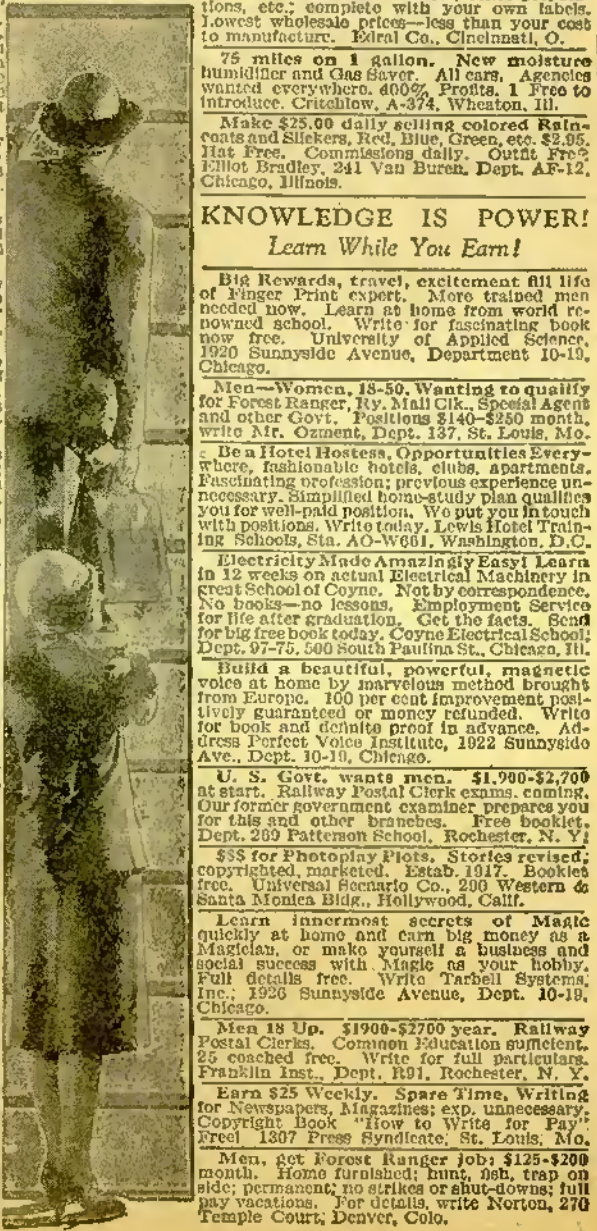 tions, etc.; complete with your own labels.
Lowest wholesale prices—less than your cost
to manufacture. Edral Co., Cincinnati, O.
75 miles on 1 gallon. New moisture
humidifier and Gas Saver. All cars, Agencies
wanted everywhere. 400% Profits. 1 Free to
introduce. Critchlow, A-374, Wheaton, Ill.
Make $25.00 daily selling colored Rain-
coats and Slickers, Red, Blue, Green, etc. $2.95.
Hat Free. Commissions daily. Outfit Free
Elliot Bradley, 241 Van Buren, Dept. AF-12,
Chicago, Illinois.
KNOWLEDGE IS POWER!
Learn While You Earn!
Big Rewards, travel, excitement fill life
of Finger Print expert. More trained men
needed now. Learn at home from world re-
nowned school. Write for fascinating book
now free. University of Applied Science,
1920 Sunnyside Avenue, Department 10-19,
Chicago.
Men—Women, 18-50, Wanting to qualify
for Forest Ranger, Ry. Mail Clk., Special Agent
and other Govt. Positions $140-$250 month,
write Mr. Ozment, Dept. 137, St. Louis, Mo.
Be a Hotel Hostess, Opportunities Every-
where, fashionable hotels, clubs, apartments.
Fascinating profession; previous experience un-
necessary. Simplified home-study plan qualifies
you for well-paid position. We put you in touch
with positions. Write today. Lewis Hotel Train-
ing Schools, Sta. AO-W661, Washington, D.C.
Electricity Made Amazingly Easy! Learn
in 12 weeks on actual Electrical Machinery in
great School of Coyne. Not by correspondence.
No books—no lessons. Employment Service
for life after graduation. Get the facts. Send
for big free book today. Coyne Electrical School;
Dept. 97-75, 500 South Paulina St., Chicago, Ill.
Build a beautiful, powerful, magnetic
voice at home by marvelous method brought
from Europe. 100 per cent improvement posi-
tively guaranteed or money refunded. Write
for book and definite proof in advance. Ad-
dress Perfect Voice Institute, 1922 Sunnyside
Ave., Dept. 10-19, Chicago.
U. S. Govt. wants men. $1,900-$2,700
at start. Railway Postal Clerk exams. coming.
Our former government examiner prepares you
for this and other branches. Free booklet,
Dept. 289 Patterson School, Rochester, N. Y.
$$$ for Photoplay Plots. Stories revised,
copyrighted, marketed. Estab. 1917. Booklet
free. Universal Scenario Co., 200 Western &
Santa Monica Bldg., Hollywood, Calif.
Learn innermost secrets of Magic
quickly at home and earn big money as a
Magician, or make yourself a business and
social success with Magic as your hobby.
Full details free. Write Tarbell Systems,
Inc.; 1926 Sunnyside Avenue, Dept. 10-19,
Chicago.
Men 18 Up. $1900-$2700 year. Railway
Postal Clerks. Common Education sufficient.
25 coached free. Write for full particulars.
Franklin Inst., Dept. R91, Rochester, N. Y.
Earn $25 Weekly. Spare Time, Writing
for Newspapers, Magazines; exp. unnecessary.
Copyright Book "How to Write for Pay"
Free! 1307 Press Syndicate, St. Louis, Mo.
Men, get Forest Ranger job; $125-$200
month. Home furnished; hunt, fish, trap on
side; permanent; no strikes or shut-downs; full
pay vacations. For details, write Norton, 270
Temple Court, Denver, Colo.